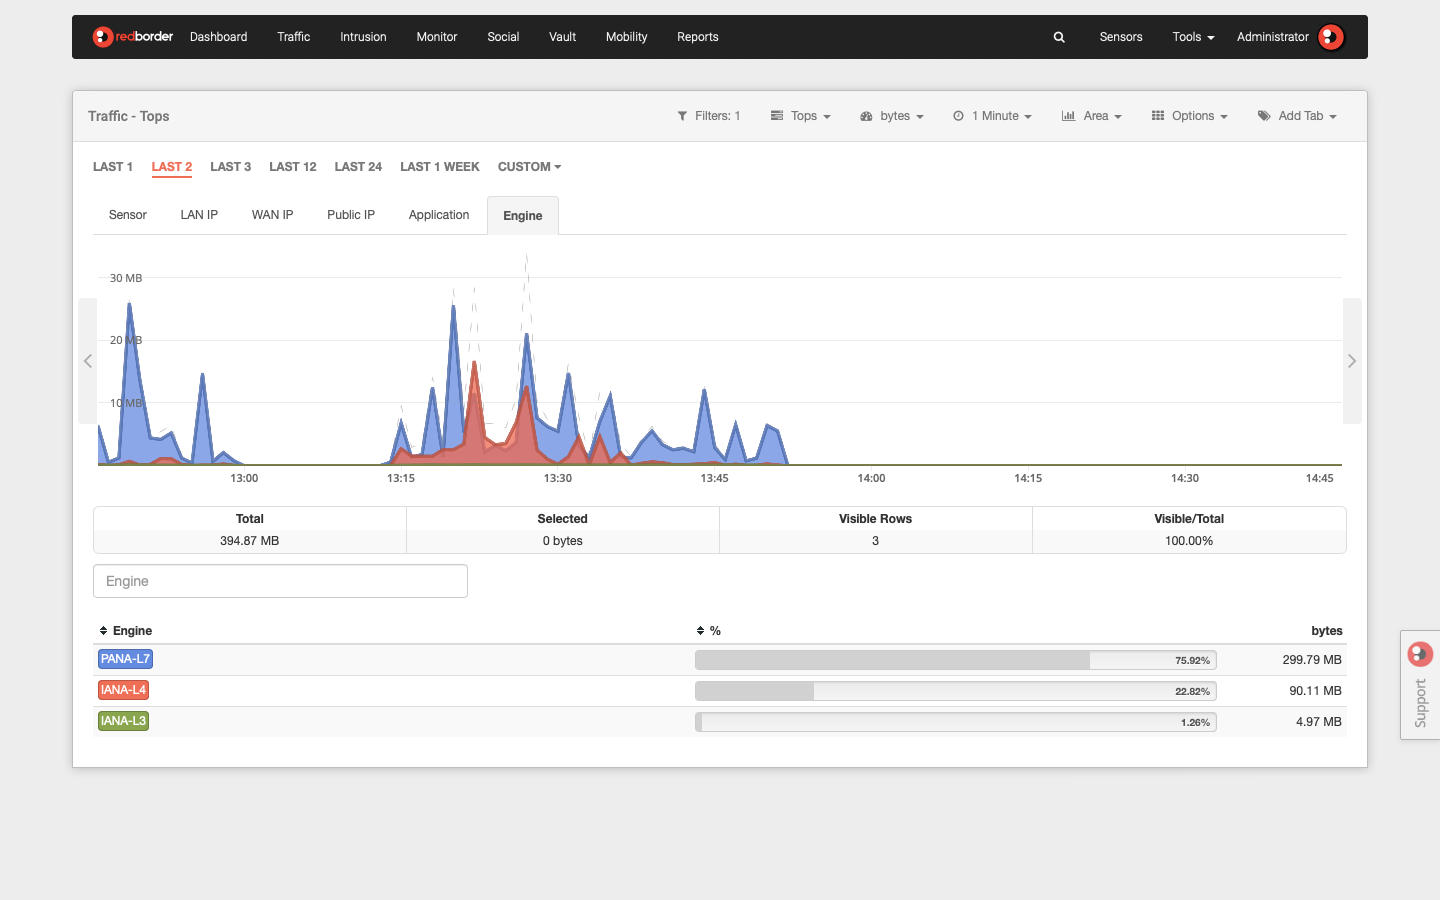 redborder Dashboard Traffic Intrusion Monitor Social Vault Mobility Reports Sensors Tools Administrator
Traffic - Tops Filters: 1 Tops bytes 1 Minute Area Options Add Tab
LAST 1 LAST 2 LAST 3 LAST 12 LAST 24 LAST 1 WEEK CUSTOM
Sensor LAN IP WAN IP Public IP Application Engine
30 MB
20 MB
10 MB
13:00 13:15 13:30 13:45 14:00 14:15 14:30 14:45
Total Selected Visible Rows Visible/Total
394.87 MB 0 bytes 3 100.00%
Engine
Engine % bytes
PANA-L7 75.92% 299.79 MB
IANA-L4 22.82% 90.11 MB
IANA-L3 1.26% 4.97 MB
Support